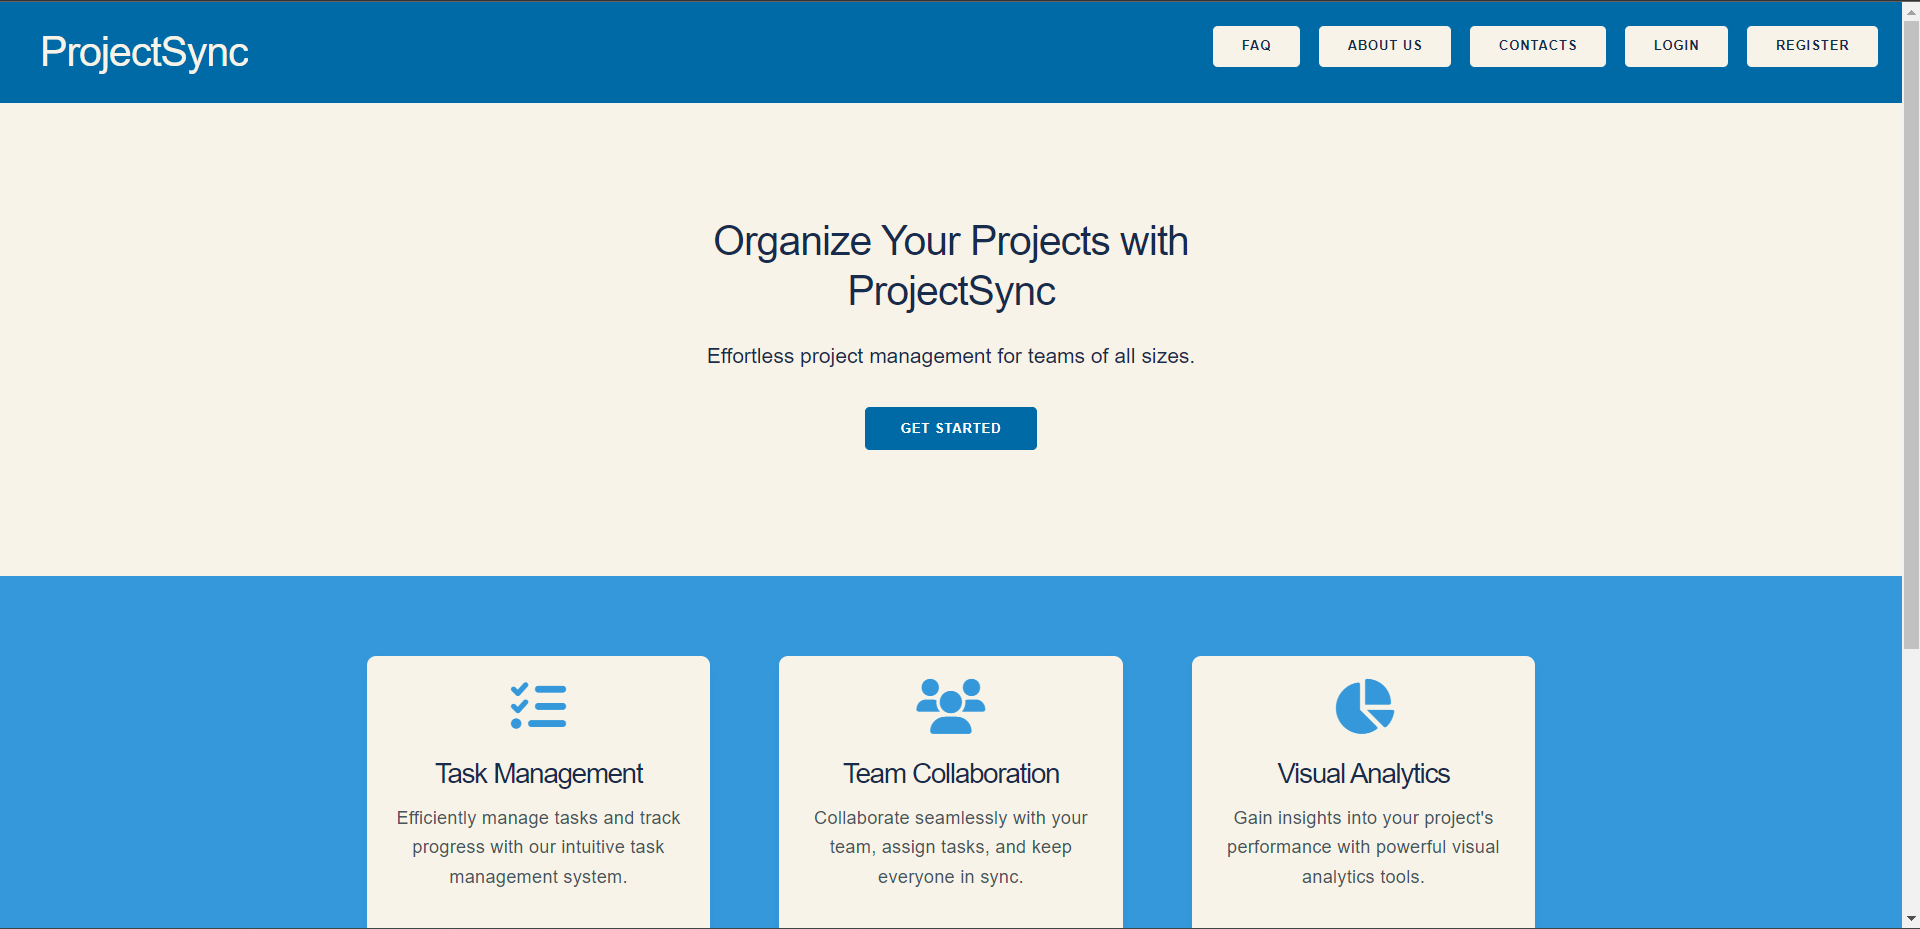 ProjectSync
FAQ
ABOUT US
CONTACTS
LOGIN
REGISTER
Organize Your Projects with
ProjectSync
Effortless project management for teams of all sizes.
GET STARTED
Task Management
Efficiently manage tasks and track
progress with our intuitive task
management system.
Team Collaboration
Collaborate seamlessly with your
team, assign tasks, and keep
everyone in sync.
Visual Analytics
Gain insights into your project's
performance with powerful visual
analytics tools.